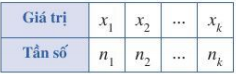 Giá trị x₁ x₂ ... xₖ
Tần số n₁ n₂ ... nₖ